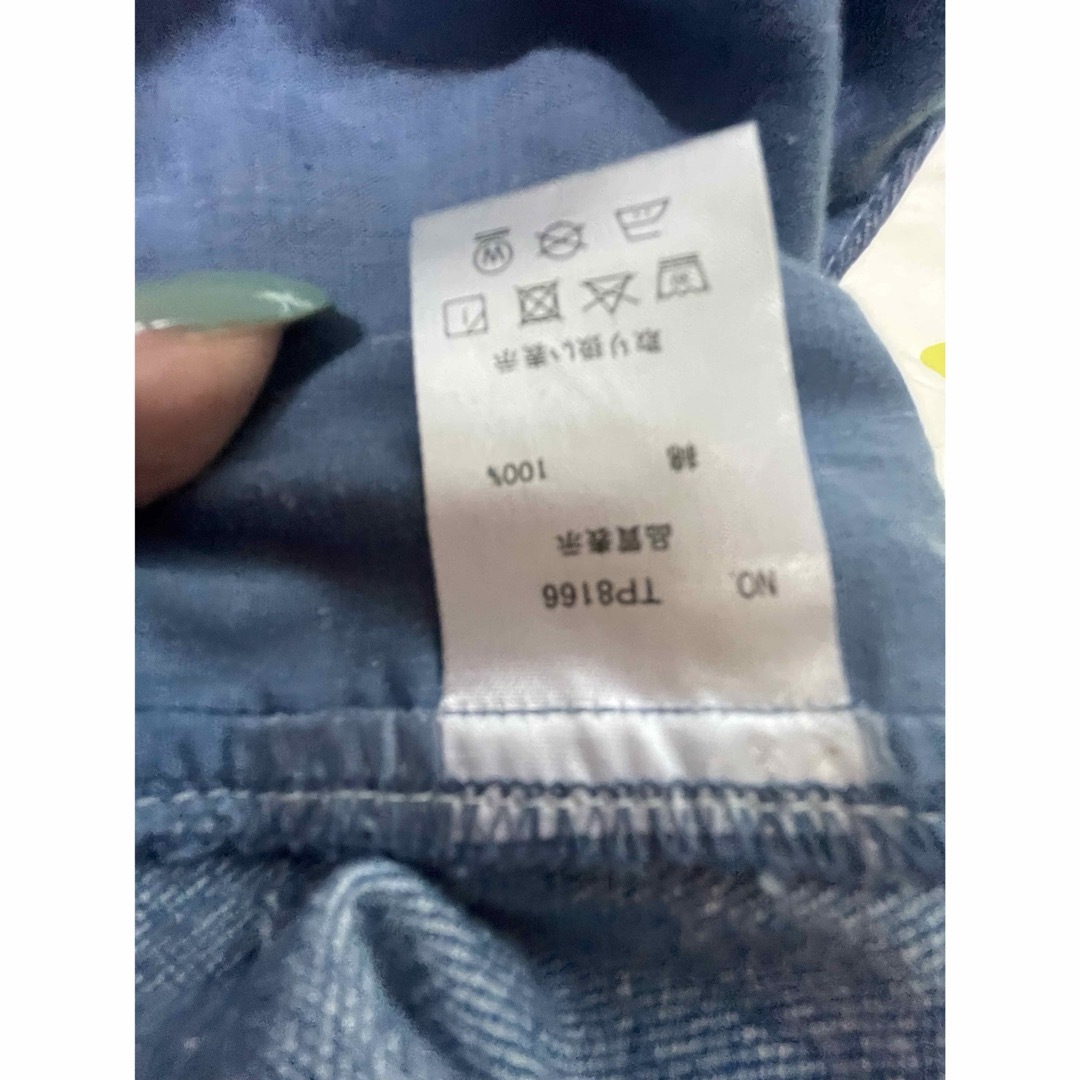 NO. TP8166
品質表示
綿 100%
取り扱い表示
W